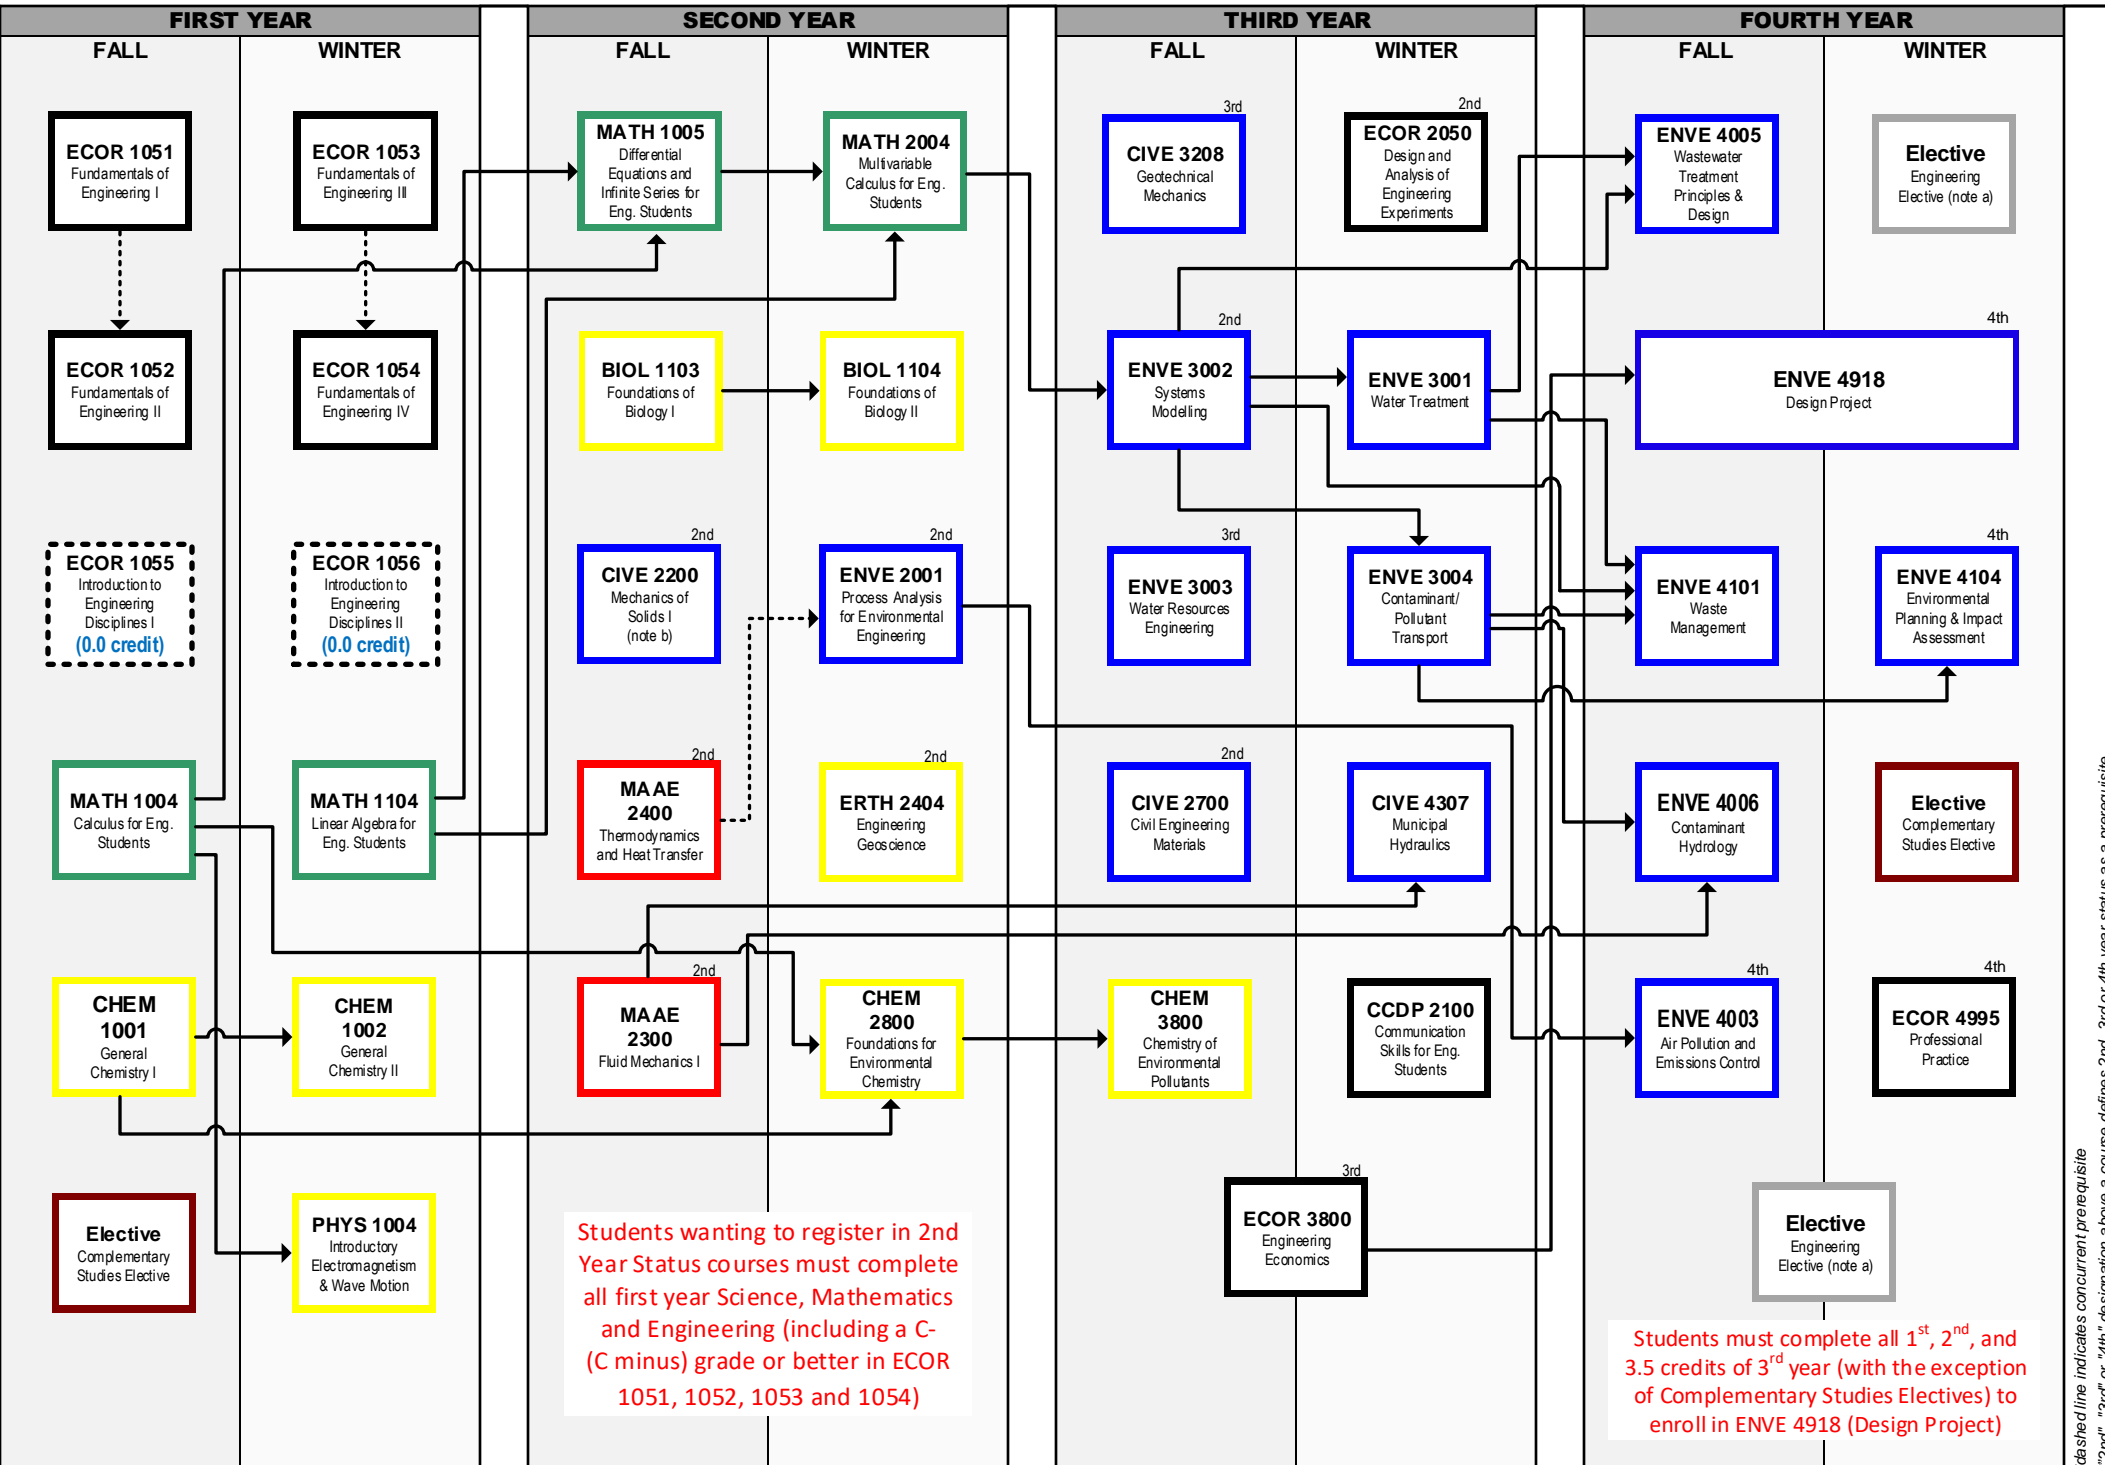 FIRST YEAR
SECOND YEAR
THIRD YEAR
FOURTH YEAR
FALL
WINTER
FALL
WINTER
FALL
WINTER
FALL
WINTER
ECOR 1051
Fundamentals of
Engineering I
ECOR 1053
Fundamentals of
Engineering III
MATH 1005
Differential
Equations and
Infinite Series for
Eng. Students
MATH 2004
Multivariable
Calculus for Eng.
Students
3rd
CIVE 3208
Geotechnical
Mechanics
2nd
ECOR 2050
Design and
Analysis of
Engineering
Experiments
ENVE 4005
Wastewater
Treatment
Principles &
Design
Elective
Engineering
Elective (note a)
ECOR 1052
Fundamentals of
Engineering II
ECOR 1054
Fundamentals of
Engineering IV
BIOL 1103
Foundations of
Biology I
BIOL 1104
Foundations of
Biology II
2nd
ENVE 3002
Systems
Modelling
ENVE 3001
Water Treatment
4th
ENVE 4918
Design Project
ECOR 1055
Introduction to
Engineering
Disciplines I
(0.0 credit)
ECOR 1056
Introduction to
Engineering
Disciplines II
(0.0 credit)
2nd
CIVE 2200
Mechanics of
Solids I
(note b)
2nd
ENVE 2001
Process Analysis
for Environmental
Engineering
3rd
ENVE 3003
Water Resources
Engineering
ENVE 3004
Contaminant/
Pollutant
Transport
ENVE 4101
Waste
Management
4th
ENVE 4104
Environmental
Planning & Impact
Assessment
MATH 1004
Calculus for Eng.
Students
MATH 1104
Linear Algebra for
Eng. Students
2nd
MAAE
2400
Thermodynamics
and Heat Transfer
2nd
ERTH 2404
Engineering
Geoscience
2nd
CIVE 2700
Civil Engineering
Materials
CIVE 4307
Municipal
Hydraulics
ENVE 4006
Contaminant
Hydrology
Elective
Complementary
Studies Elective
CHEM
1001
General
Chemistry I
CHEM
1002
General
Chemistry II
2nd
MAAE
2300
Fluid Mechanics I
CHEM
2800
Foundations for
Environmental
Chemistry
CHEM
3800
Chemistry of
Environmental
Pollutants
CCDP 2100
Communication
Skills for Eng.
Students
4th
ENVE 4003
Air Pollution and
Emissions Control
4th
ECOR 4995
Professional
Practice
Elective
Complementary
Studies Elective
PHYS 1004
Introductory
Electromagnetism
& Wave Motion
Students wanting to register in 2nd
Year Status courses must complete
all first year Science, Mathematics
and Engineering (including a C-
(C minus) grade or better in ECOR
1051, 1052, 1053 and 1054)
3rd
ECOR 3800
Engineering
Economics
Elective
Engineering
Elective (note a)
Students must complete all 1st, 2nd, and
3.5 credits of 3rd year (with the exception
of Complementary Studies Electives) to
enroll in ENVE 4918 (Design Project)
dashed line indicates concurrent prerequisite
"2nd", "3rd" or "4th" designation above a course defines 2nd, 3rd or 4th year status as a prerequisite